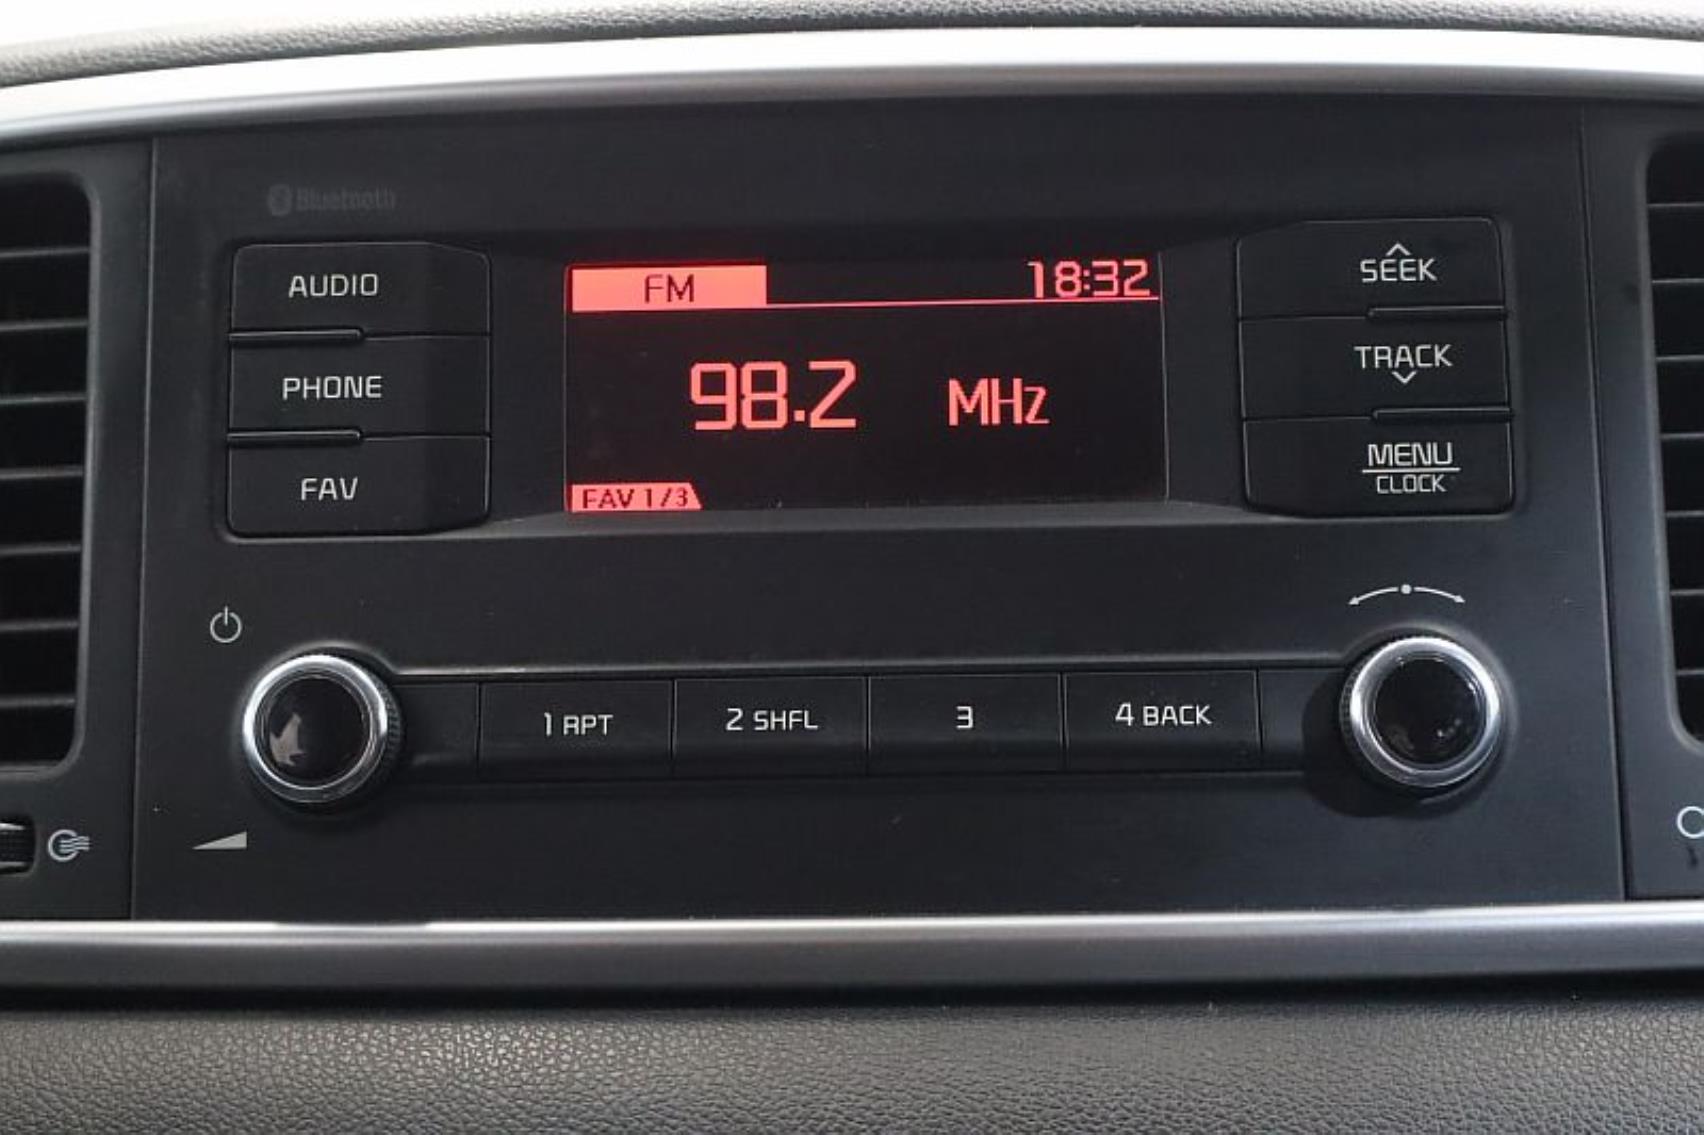 Bluetooth
AUDIO
PHONE
FAV
FM 18:32
98.2 MHz
FAV 1/3
SEEK
TRACK
MENU
CLOCK
1 RPT
2 SHFL
3
4 BACK